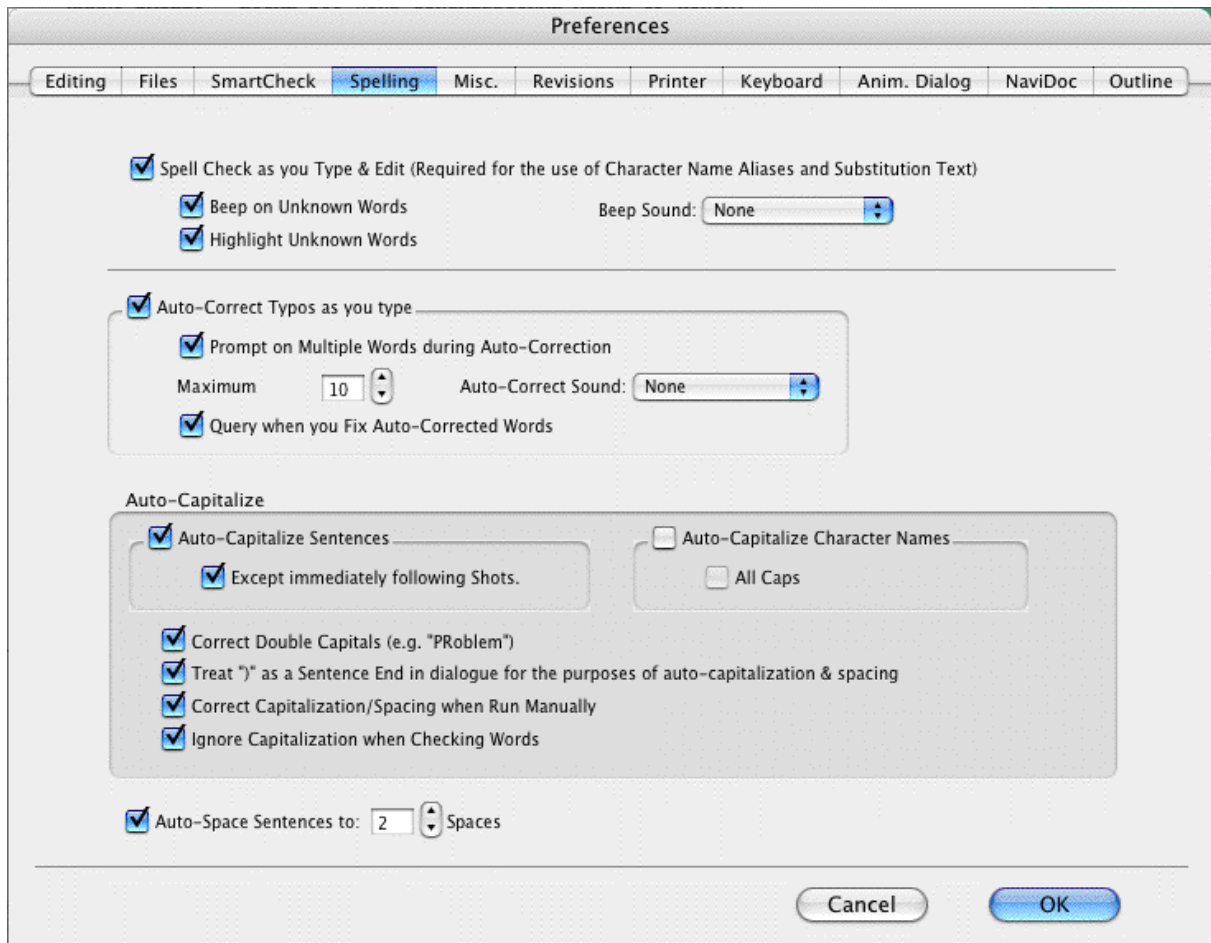 Preferences
Editing Files SmartCheck Spelling Misc. Revisions Printer Keyboard Anim. Dialog NaviDoc Outline
Spell Check as you Type & Edit (Required for the use of Character Name Aliases and Substitution Text)
Beep on Unknown Words Beep Sound: None
Highlight Unknown Words
Auto-Correct Typos as you type
Prompt on Multiple Words during Auto-Correction
Maximum 10 Auto-Correct Sound: None
Query when you Fix Auto-Corrected Words
Auto-Capitalize
Auto-Capitalize Sentences Auto-Capitalize Character Names
Except immediately following Shots. All Caps
Correct Double Capitals (e.g. "PRoblem")
Treat ")" as a Sentence End in dialogue for the purposes of auto-capitalization & spacing
Correct Capitalization/Spacing when Run Manually
Ignore Capitalization when Checking Words
Auto-Space Sentences to: 2 Spaces
Cancel OK